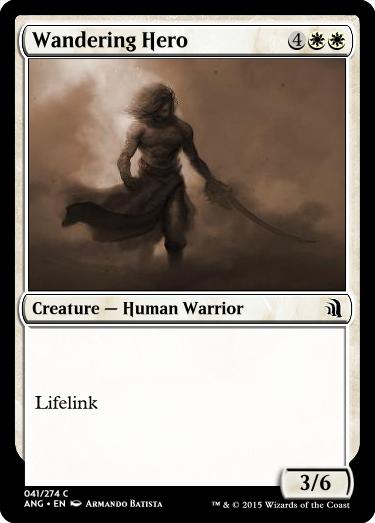 Wandering Hero 4
Creature — Human Warrior
Lifelink
3/6
041/274 C
ANG • EN Armando Batista ™ & © 2015 Wizards of the Coast